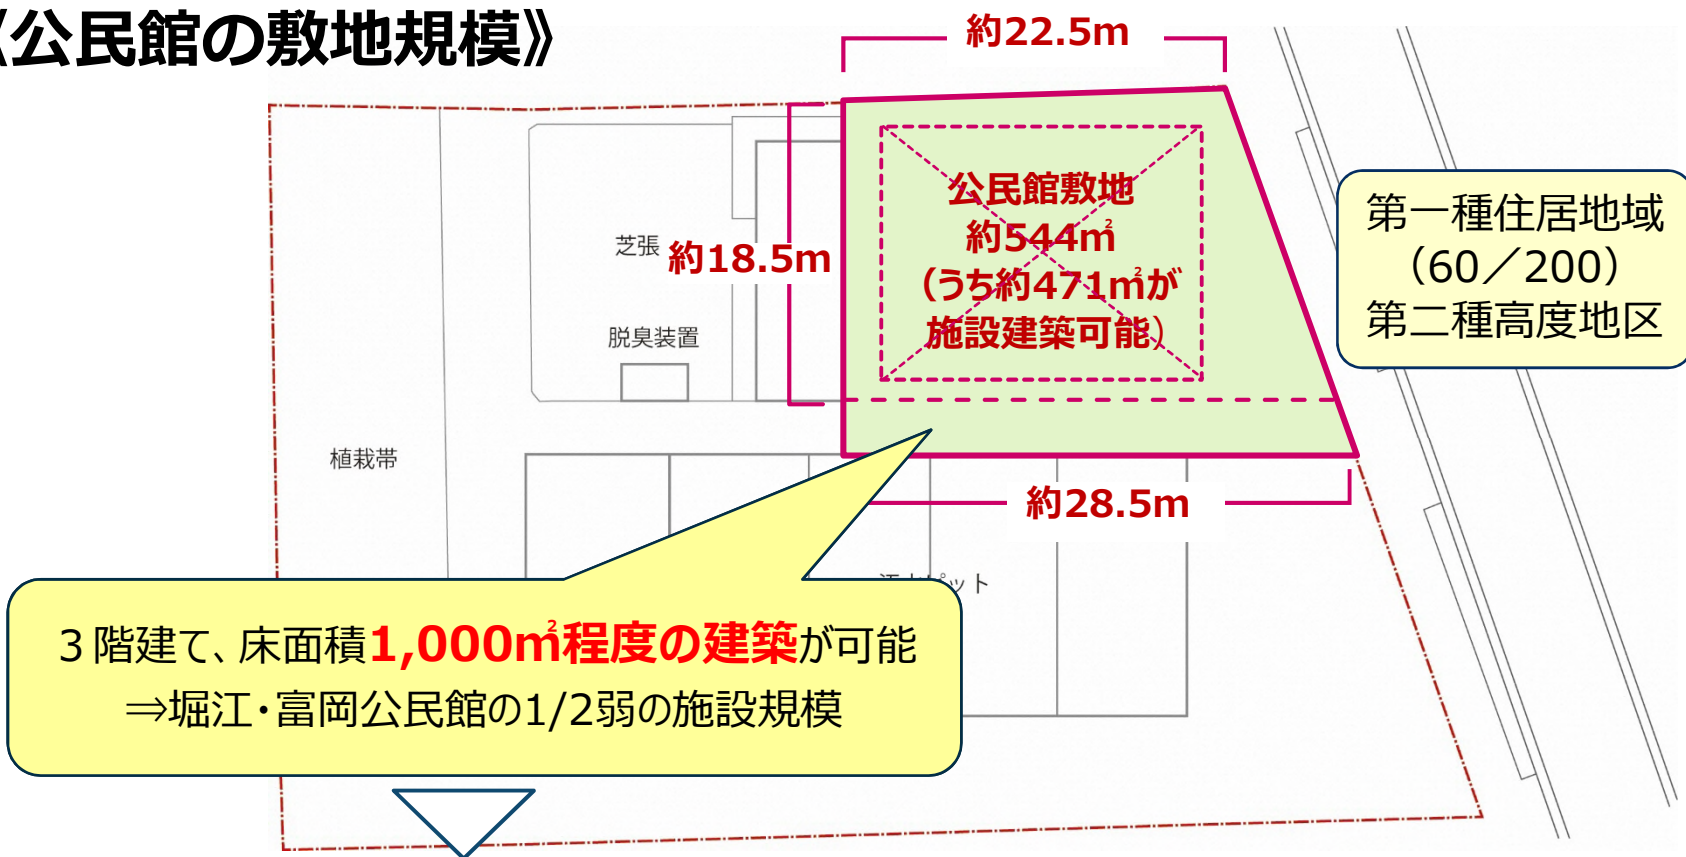 《公民館の敷地規模》
約22.5m
公民館敷地
約544㎡
（うち約471㎡が
施設建築可能）
第一種住居地域
（60／200）
第二種高度地区
芝張
約18.5m
脱臭装置
植栽帯
約28.5m
ピット
３階建て、床面積1,000㎡程度の建築が可能
⇒堀江・富岡公民館の1/2弱の施設規模